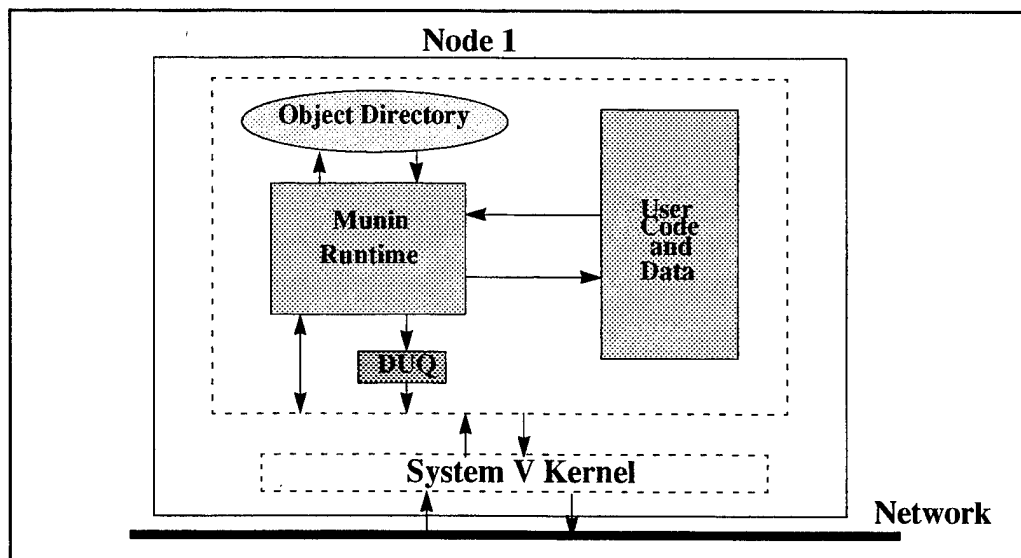 Node 1
Object Directory
Munin
Runtime
User
Code
and
Data
DUQ
System V Kernel
Network